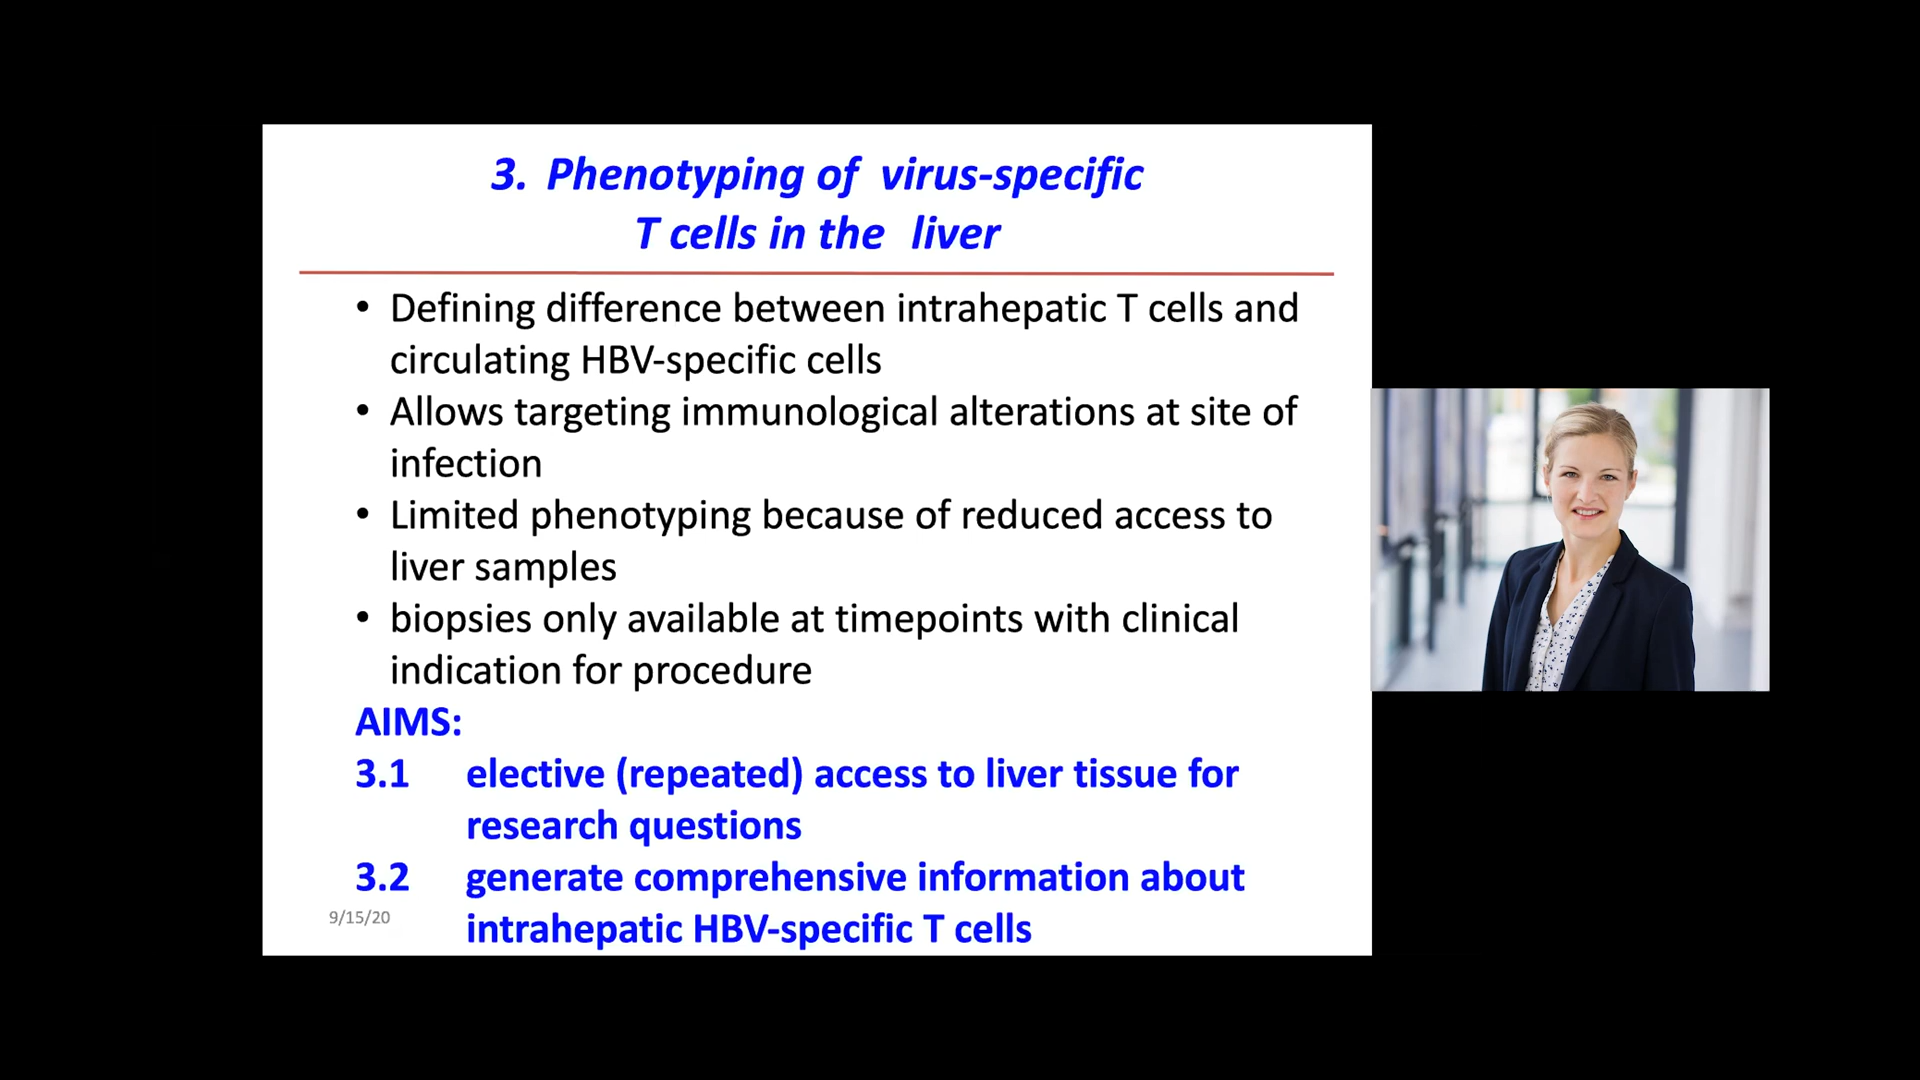 3. Phenotyping of virus-specific
T cells in the liver
• Defining difference between intrahepatic T cells and
circulating HBV-specific cells
• Allows targeting immunological alterations at site of
infection
• Limited phenotyping because of reduced access to
liver samples
• biopsies only available at timepoints with clinical
indication for procedure
AIMS:
3.1 elective (repeated) access to liver tissue for
research questions
3.2 generate comprehensive information about
intrahepatic HBV-specific T cells
9/15/20